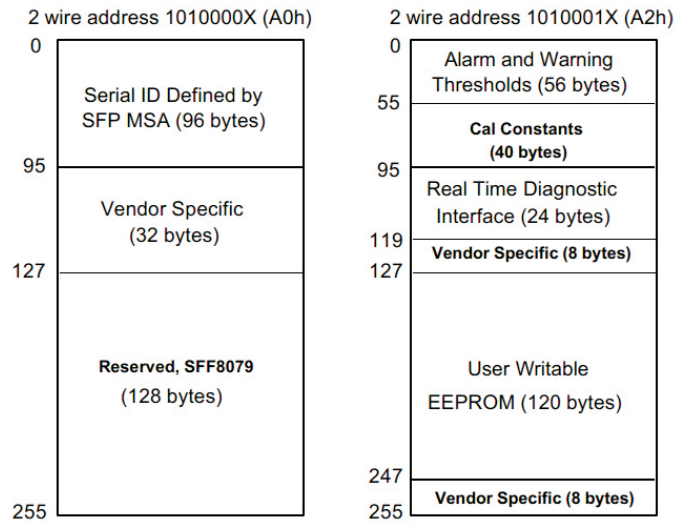 2 wire address 1010000X (A0h)
0
Serial ID Defined by
SFP MSA (96 bytes)
95
Vendor Specific
(32 bytes)
127
Reserved, SFF8079
(128 bytes)
255
2 wire address 1010001X (A2h)
0
Alarm and Warning
Thresholds (56 bytes)
55
Cal Constants
(40 bytes)
95
Real Time Diagnostic
Interface (24 bytes)
119
Vendor Specific (8 bytes)
127
User Writable
EEPROM (120 bytes)
247
Vendor Specific (8 bytes)
255